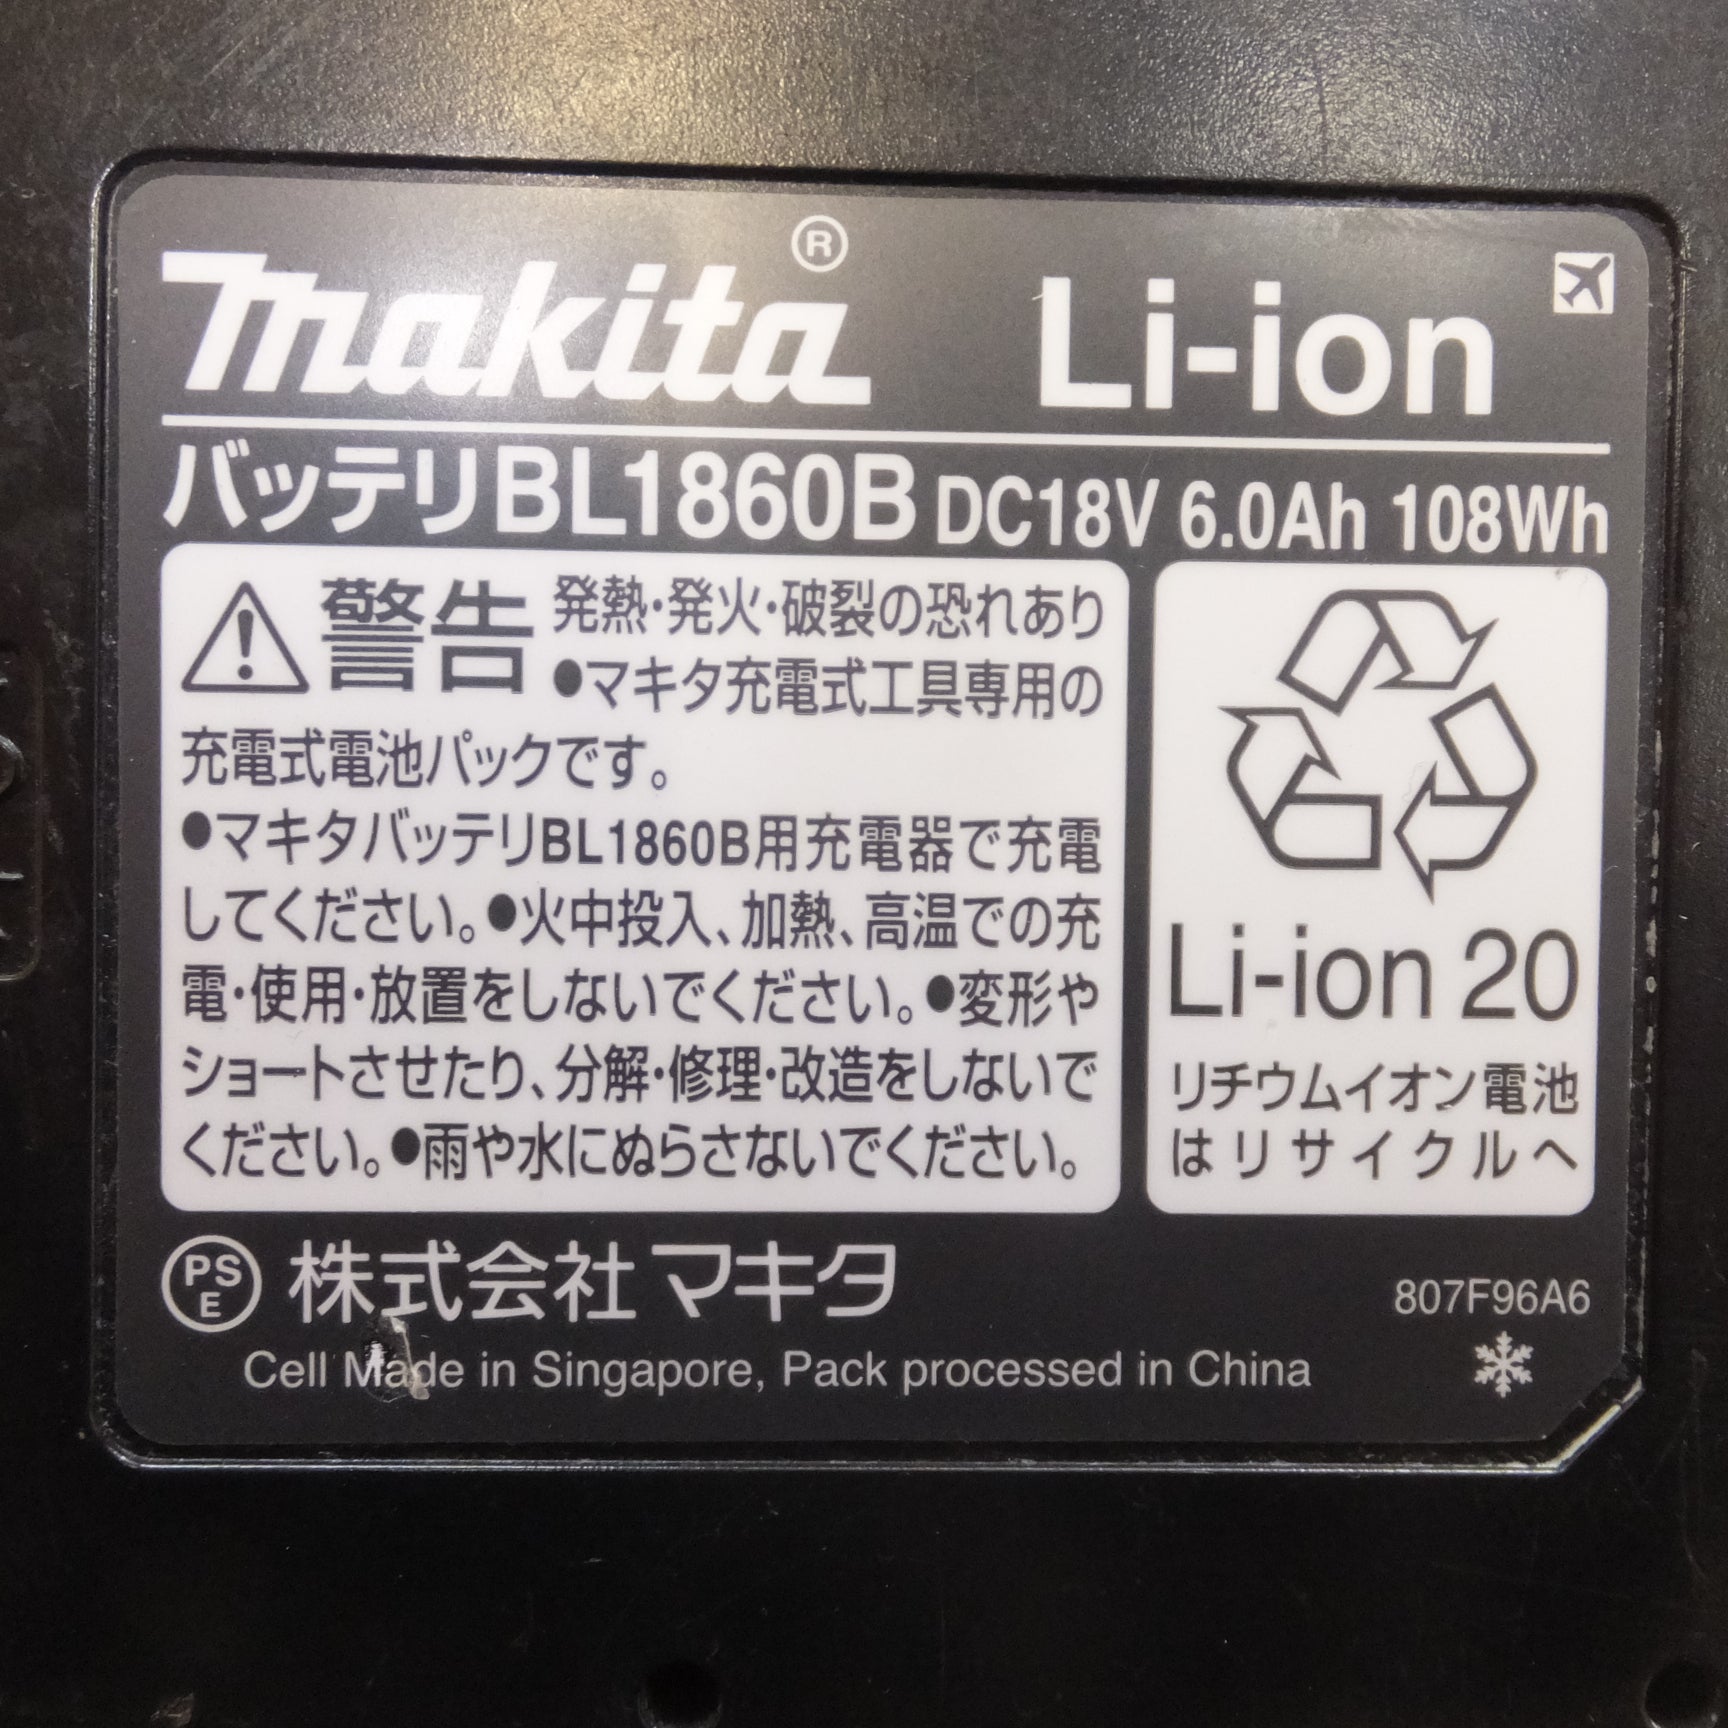 makita® Li-ion
バッテリBL1860B DC18V 6.0Ah 108Wh
警告 発熱・発火・破裂の恐れあり
●マキタ充電式工具専用の
充電式電池パックです。
●マキタバッテリBL1860B用充電器で充電
してください。●火中投入、加熱、高温での充
電・使用・放置をしないでください。●変形や
ショートさせたり、分解・修理・改造をしないで
ください。●雨や水にぬらさないでください。
Li-ion 20
リチウムイオン電池
はリサイクルへ
PS
E
株式会社マキタ
807F96A6
Cell Made in Singapore, Pack processed in China